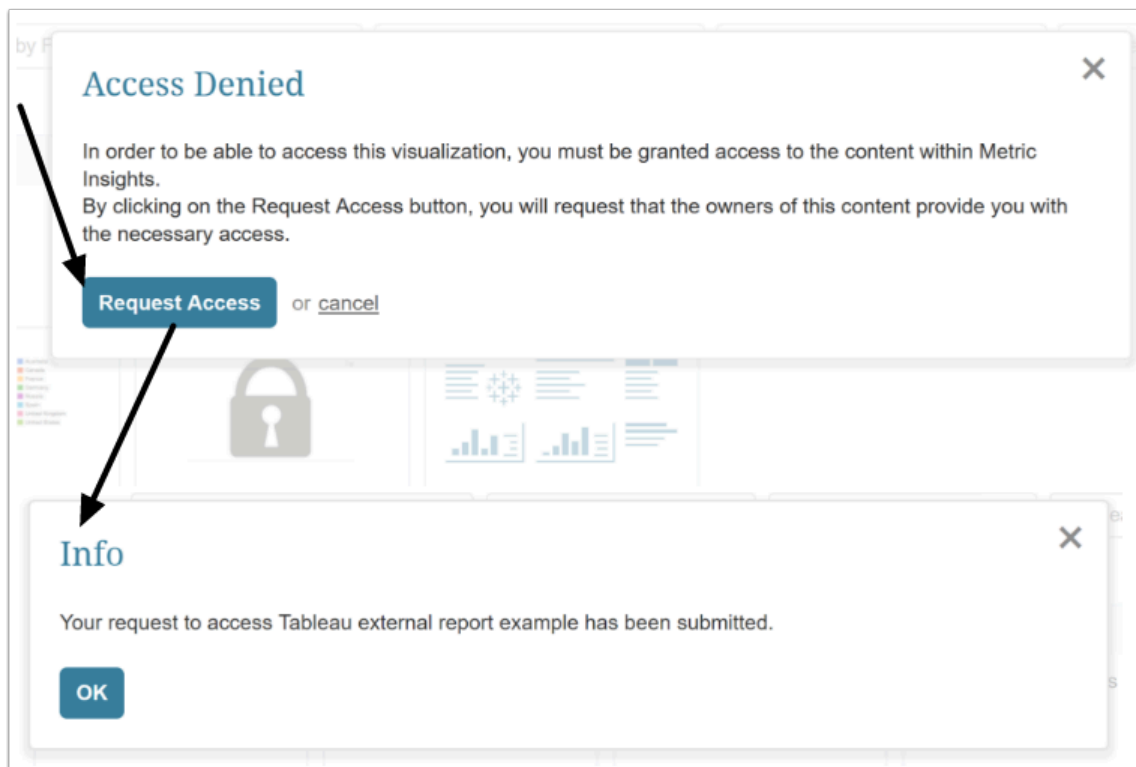 by F
Access Denied
In order to be able to access this visualization, you must be granted access to the content within Metric
Insights.
By clicking on the Request Access button, you will request that the owners of this content provide you with
the necessary access.
Request Access or cancel
Info
Your request to access Tableau external report example has been submitted.
OK